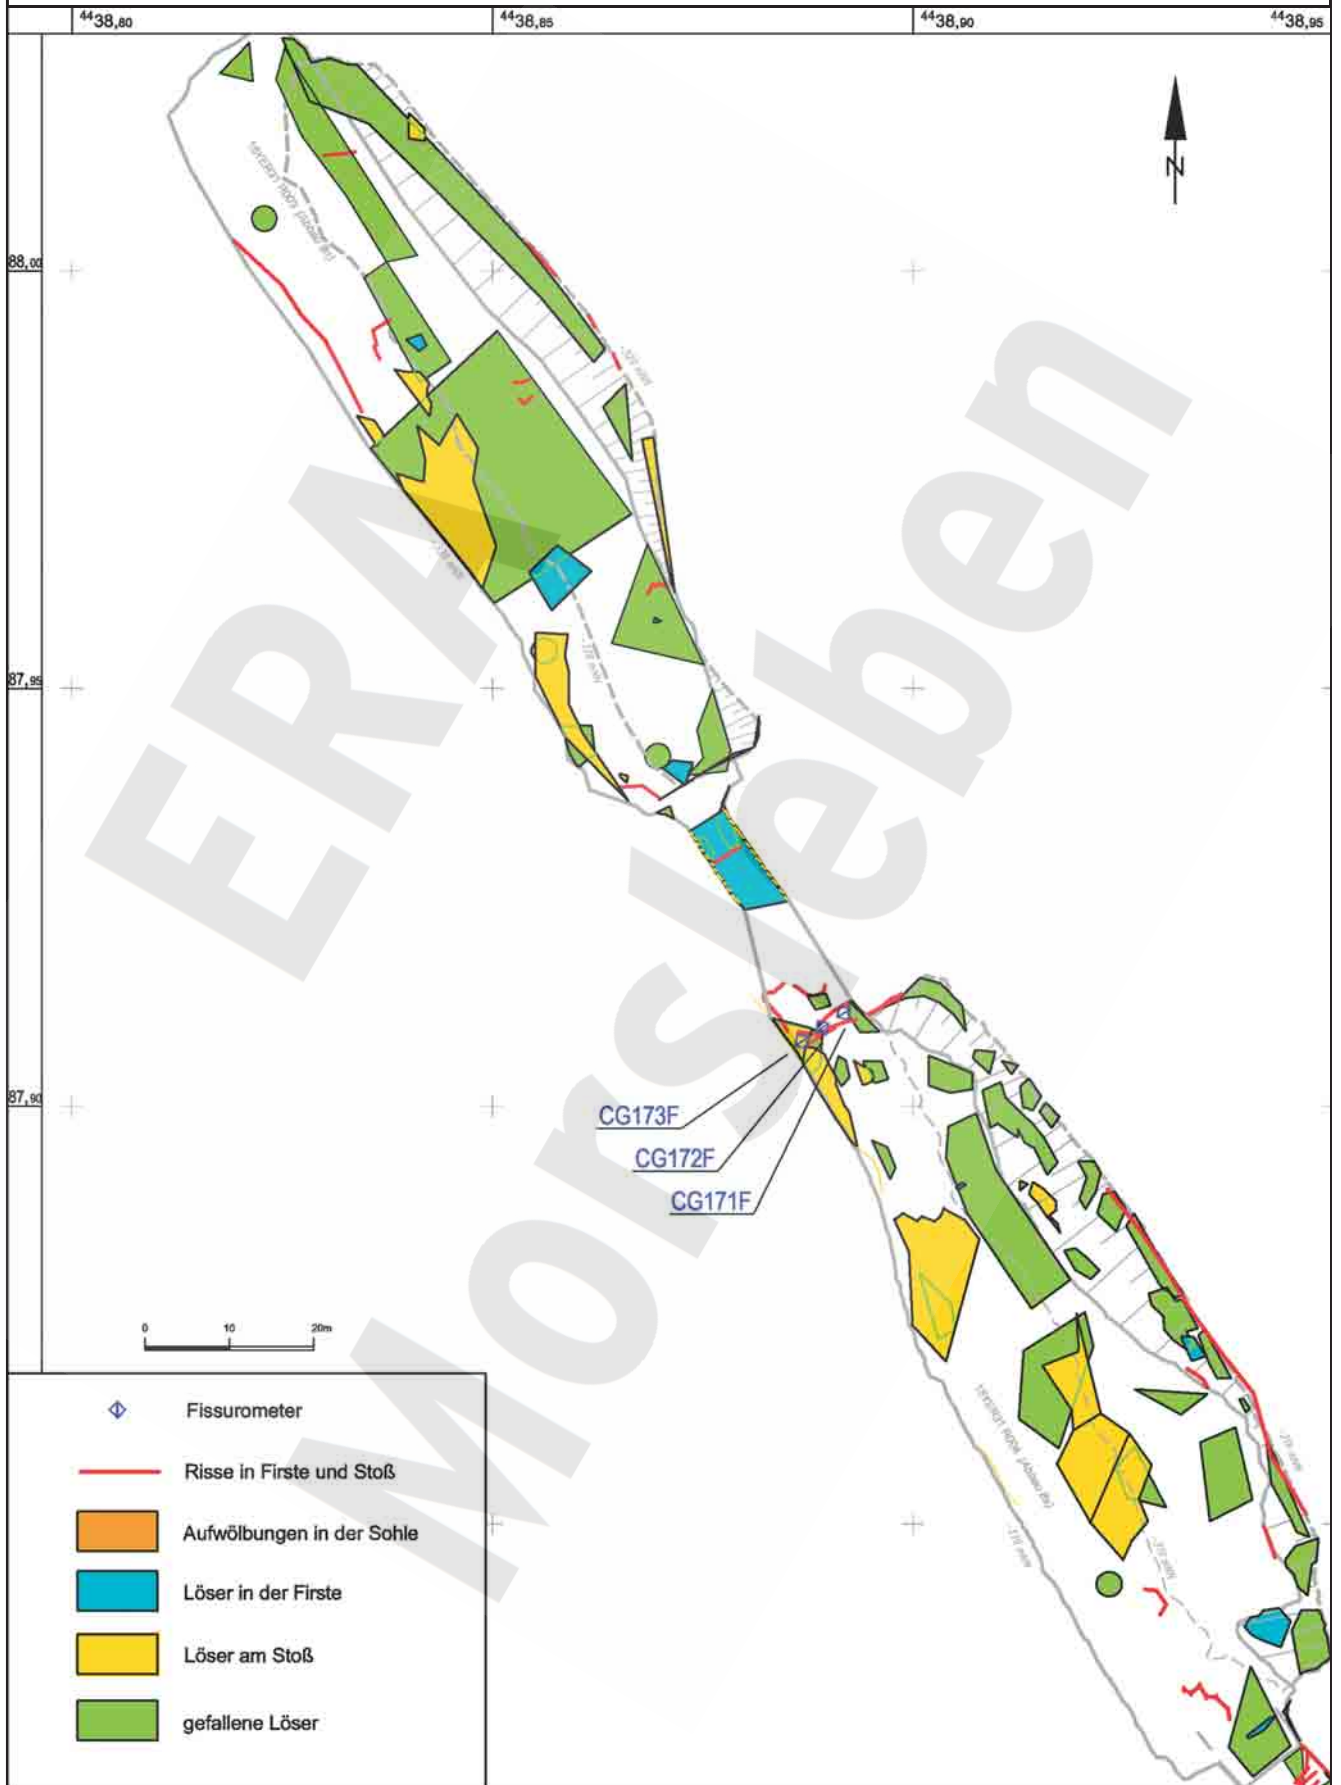 4438,80
4438,85
4438,90
4438,95
N
88,00
-329 mNN
87,95
ERA Morsleben
87,90
CG173F
CG172F
CG171F
0 10 20m
Fissurometer
Risse in Firste und Stoß
Aufwölbungen in der Sohle
Löser in der Firste
Löser am Stoß
gefallene Löser